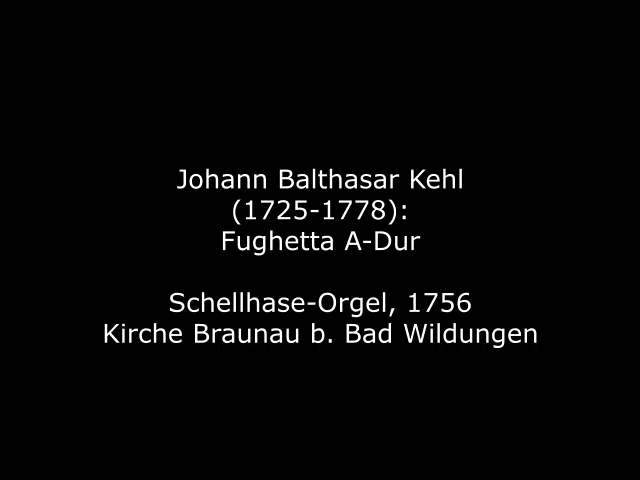 Johann Balthasar Kehl
(1725-1778):
Fughetta A-Dur
Schellhase-Orgel, 1756
Kirche Braunau b. Bad Wildungen